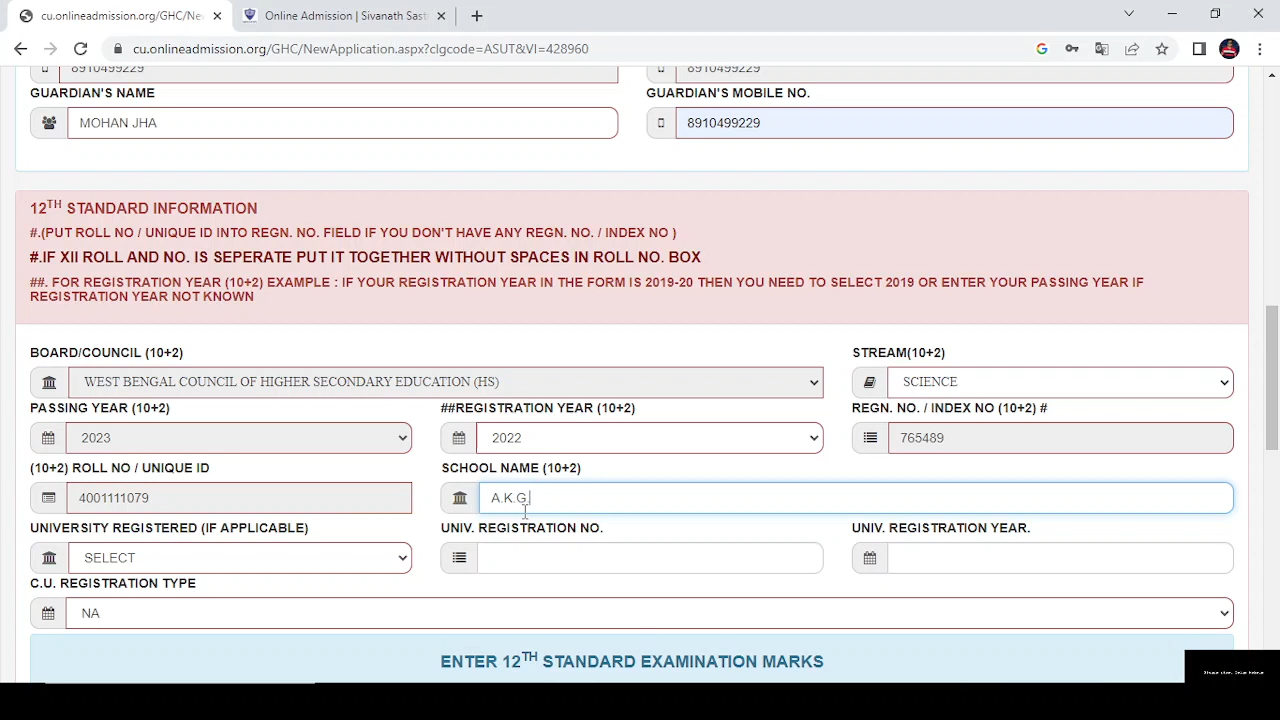 cu.onlineadmission.org/GHC/Nev
Online Admission | Sivanath Sast
cu.onlineadmission.org/GHC/NewApplication.aspx?clgcode=ASUT&VI=428960
8910499229
8910499229
GUARDIAN'S NAME
GUARDIAN'S MOBILE NO.
MOHAN JHA
8910499229
12TH STANDARD INFORMATION
#.(PUT ROLL NO / UNIQUE ID INTO REGN. NO. FIELD IF YOU DON'T HAVE ANY REGN. NO. / INDEX NO )
#.IF XII ROLL AND NO. IS SEPERATE PUT IT TOGETHER WITHOUT SPACES IN ROLL NO. BOX
##. FOR REGISTRATION YEAR (10+2) EXAMPLE : IF YOUR REGISTRATION YEAR IN THE FORM IS 2019-20 THEN YOU NEED TO SELECT 2019 OR ENTER YOUR PASSING YEAR IF
REGISTRATION YEAR NOT KNOWN
BOARD/COUNCIL (10+2)
STREAM(10+2)
WEST BENGAL COUNCIL OF HIGHER SECONDARY EDUCATION (HS)
SCIENCE
PASSING YEAR (10+2)
##REGISTRATION YEAR (10+2)
REGN. NO. / INDEX NO (10+2) #
2023
2022
765489
(10+2) ROLL NO / UNIQUE ID
SCHOOL NAME (10+2)
4001111079
A.K.G.
UNIVERSITY REGISTERED (IF APPLICABLE)
UNIV. REGISTRATION NO.
UNIV. REGISTRATION YEAR.
SELECT
C.U. REGISTRATION TYPE
NA
ENTER 12TH STANDARD EXAMINATION MARKS